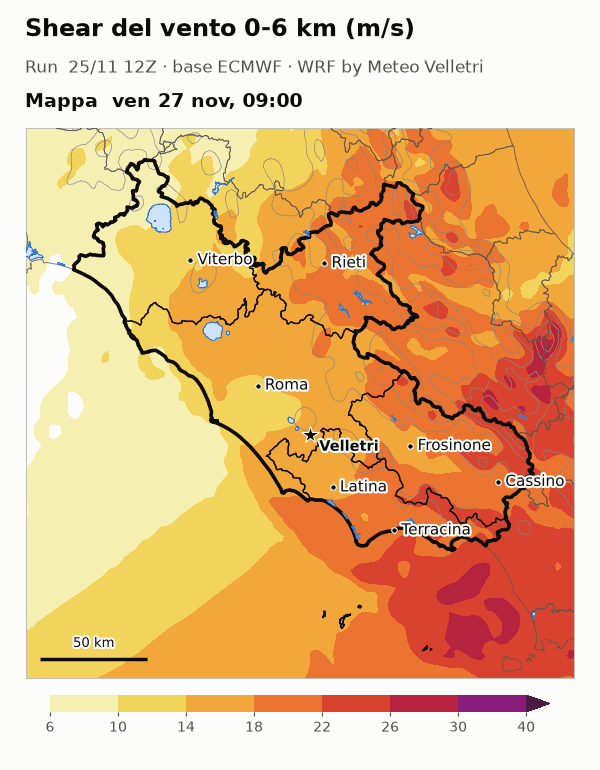 Shear del vento 0-6 km (m/s)
Run  25/11 12Z · base ECMWF · WRF by Meteo Velletri
Mappa  ven 27 nov, 09:00
Viterbo
Rieti
Roma
Velletri
Frosinone
Cassino
Latina
Terracina
50 km
6 10 14 18 22 26 30 40